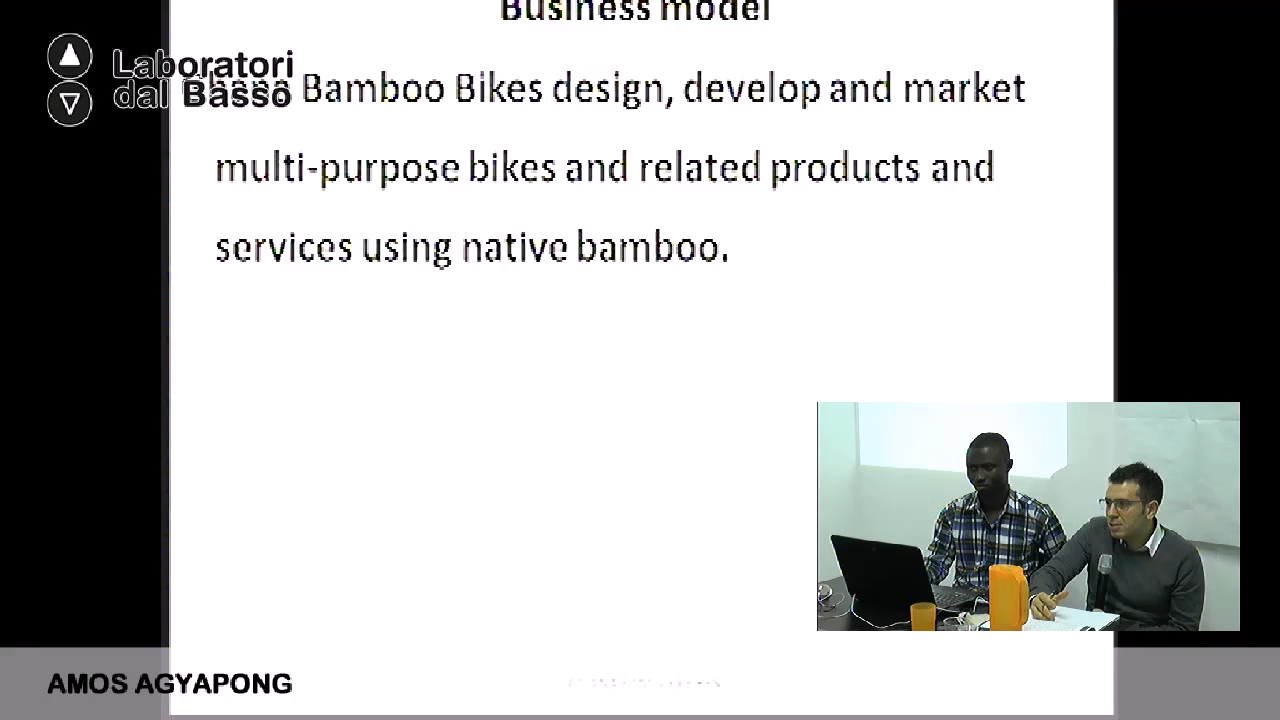 Business model
Laboratori
dal Basso
Bamboo Bikes design, develop and market
multi-purpose bikes and related products and
services using native bamboo.
AMOS AGYAPONG